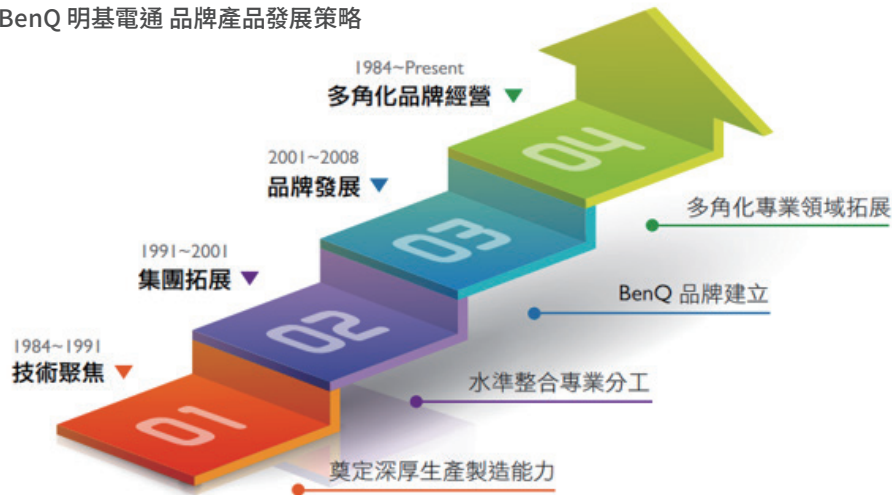 BenQ 明基電通 品牌產品發展策略
1984~Present
多角化品牌經營
04
多角化專業領域拓展
2001~2008
品牌發展
03
BenQ 品牌建立
1991~2001
集團拓展
02
水準整合專業分工
1984~1991
技術聚焦
01
奠定深厚生產製造能力